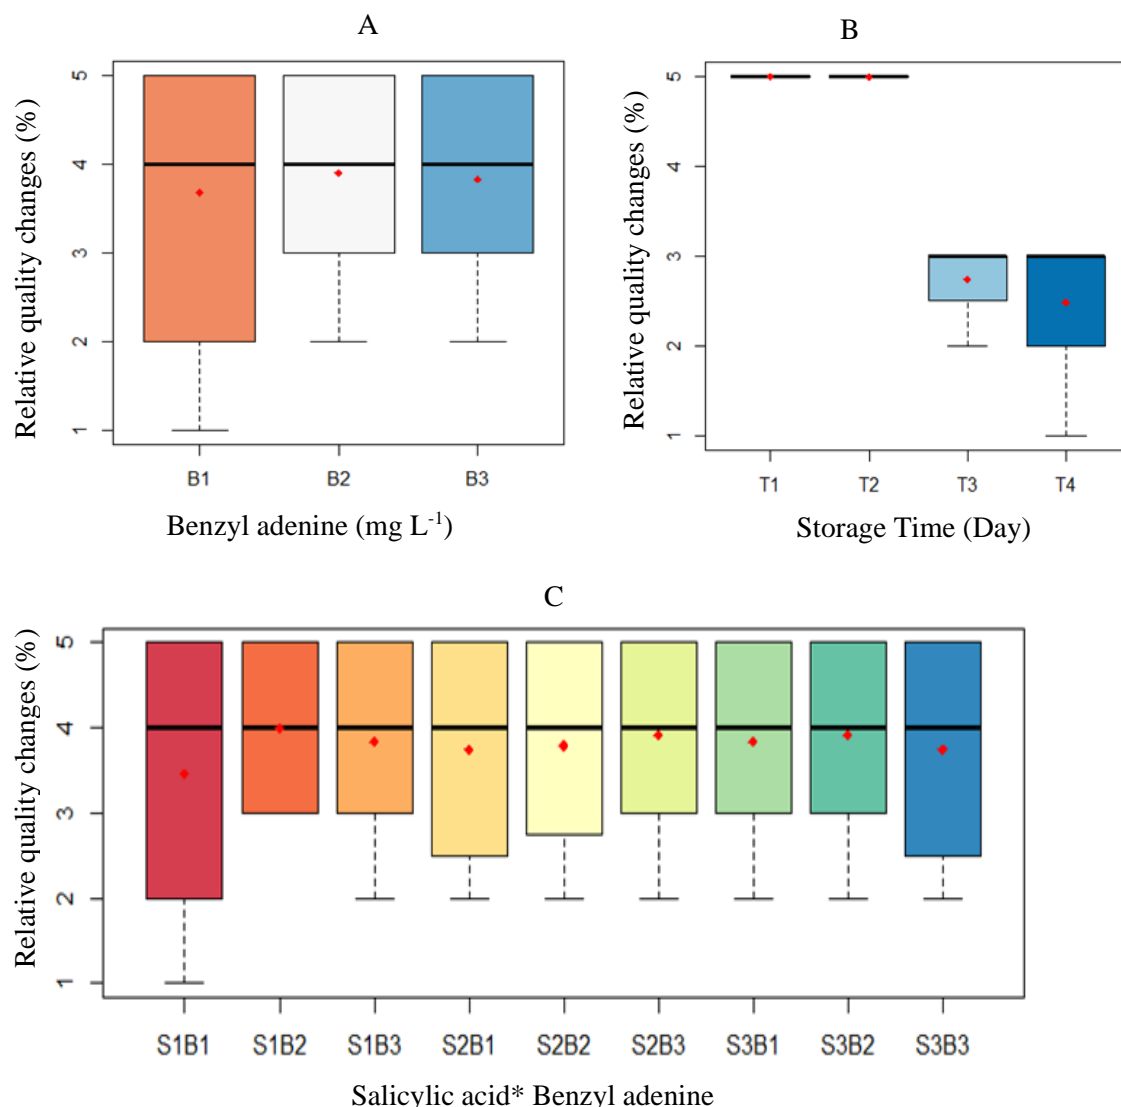 A
Relative quality changes (%)
5
4
3
2
1
B1 B2 B3
Benzyl adenine (mg L⁻¹)
B
Relative quality changes (%)
5
4
3
2
1
T1 T2 T3 T4
Storage Time (Day)
C
Relative quality changes (%)
5
4
3
2
1
S1B1 S1B2 S1B3 S2B1 S2B2 S2B3 S3B1 S3B2 S3B3
Salicylic acid* Benzyl adenine